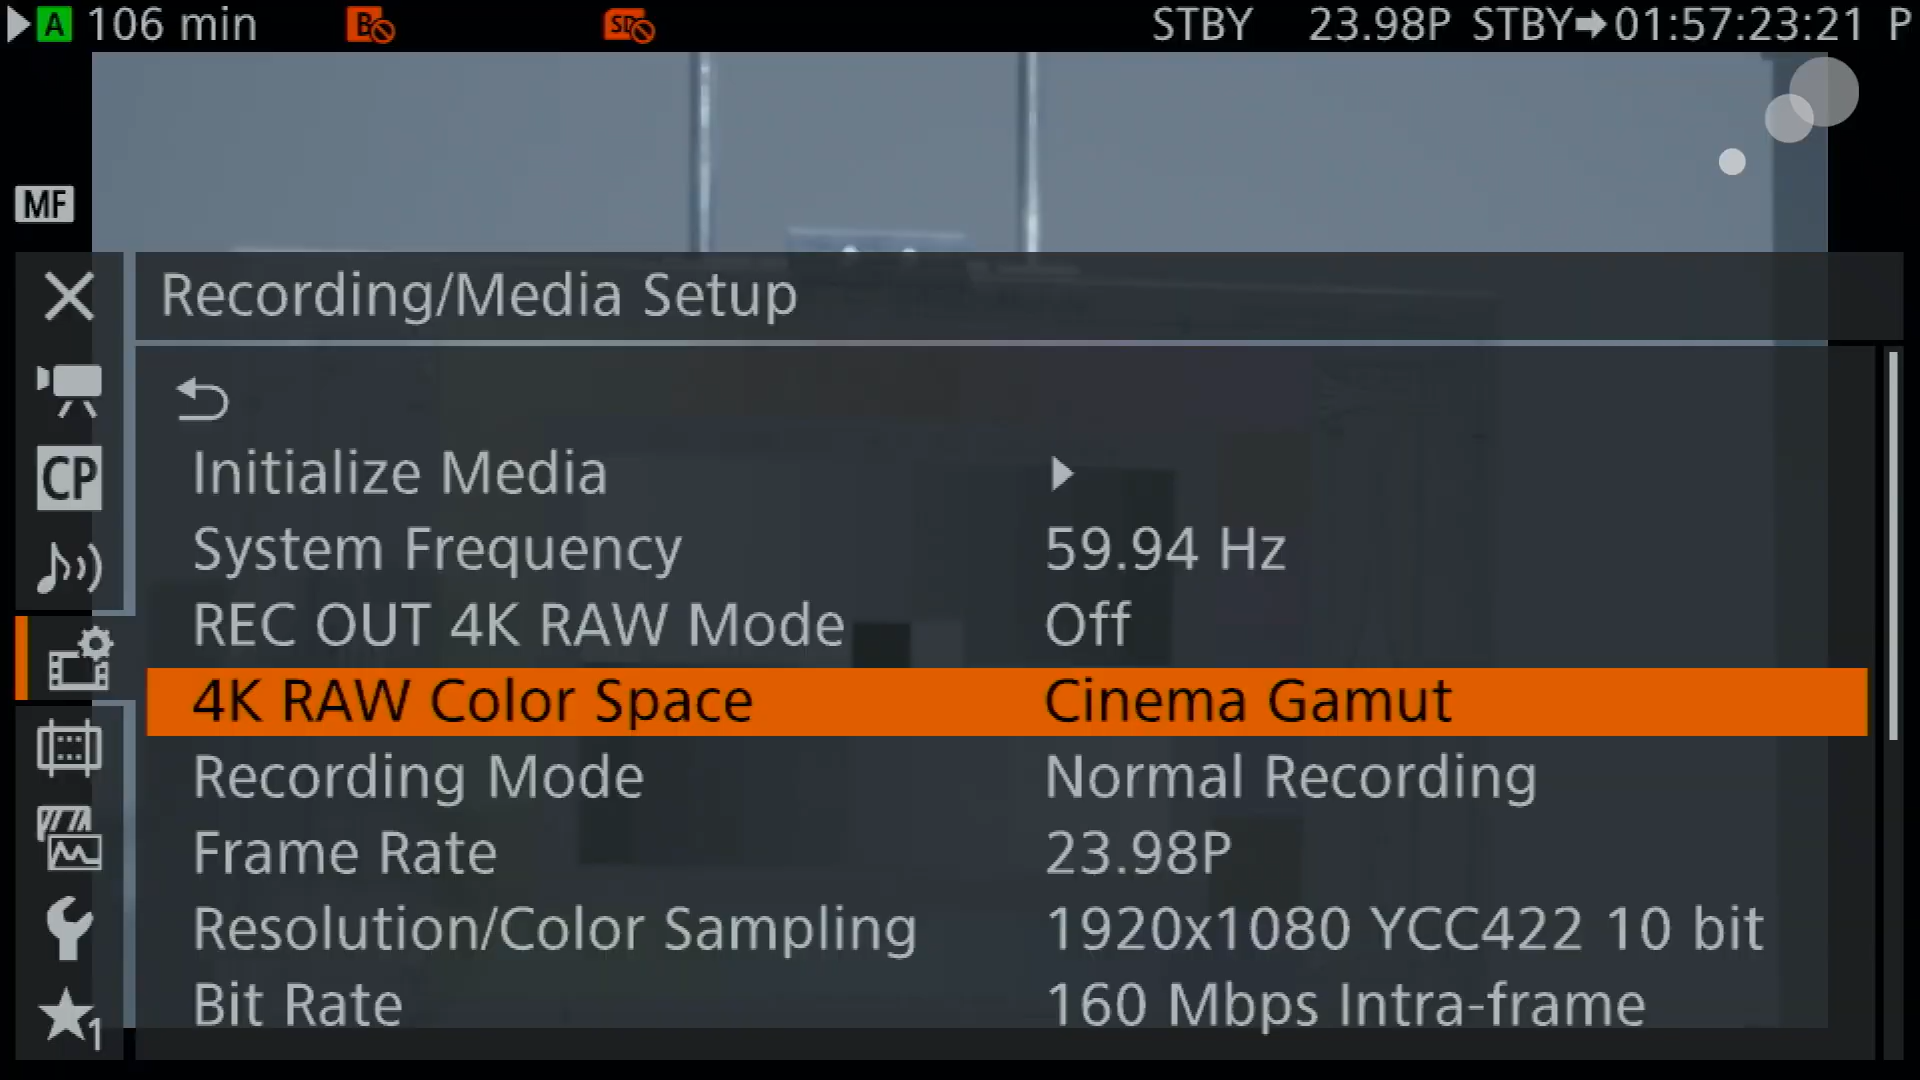 A 106 min B SD STBY 23.98P STBY➡01:57:23:21 P
MF
Recording/Media Setup
CP
Initialize Media
System Frequency 59.94 Hz
REC OUT 4K RAW Mode Off
4K RAW Color Space Cinema Gamut
Recording Mode Normal Recording
Frame Rate 23.98P
Resolution/Color Sampling 1920x1080 YCC422 10 bit
Bit Rate 160 Mbps Intra-frame
1